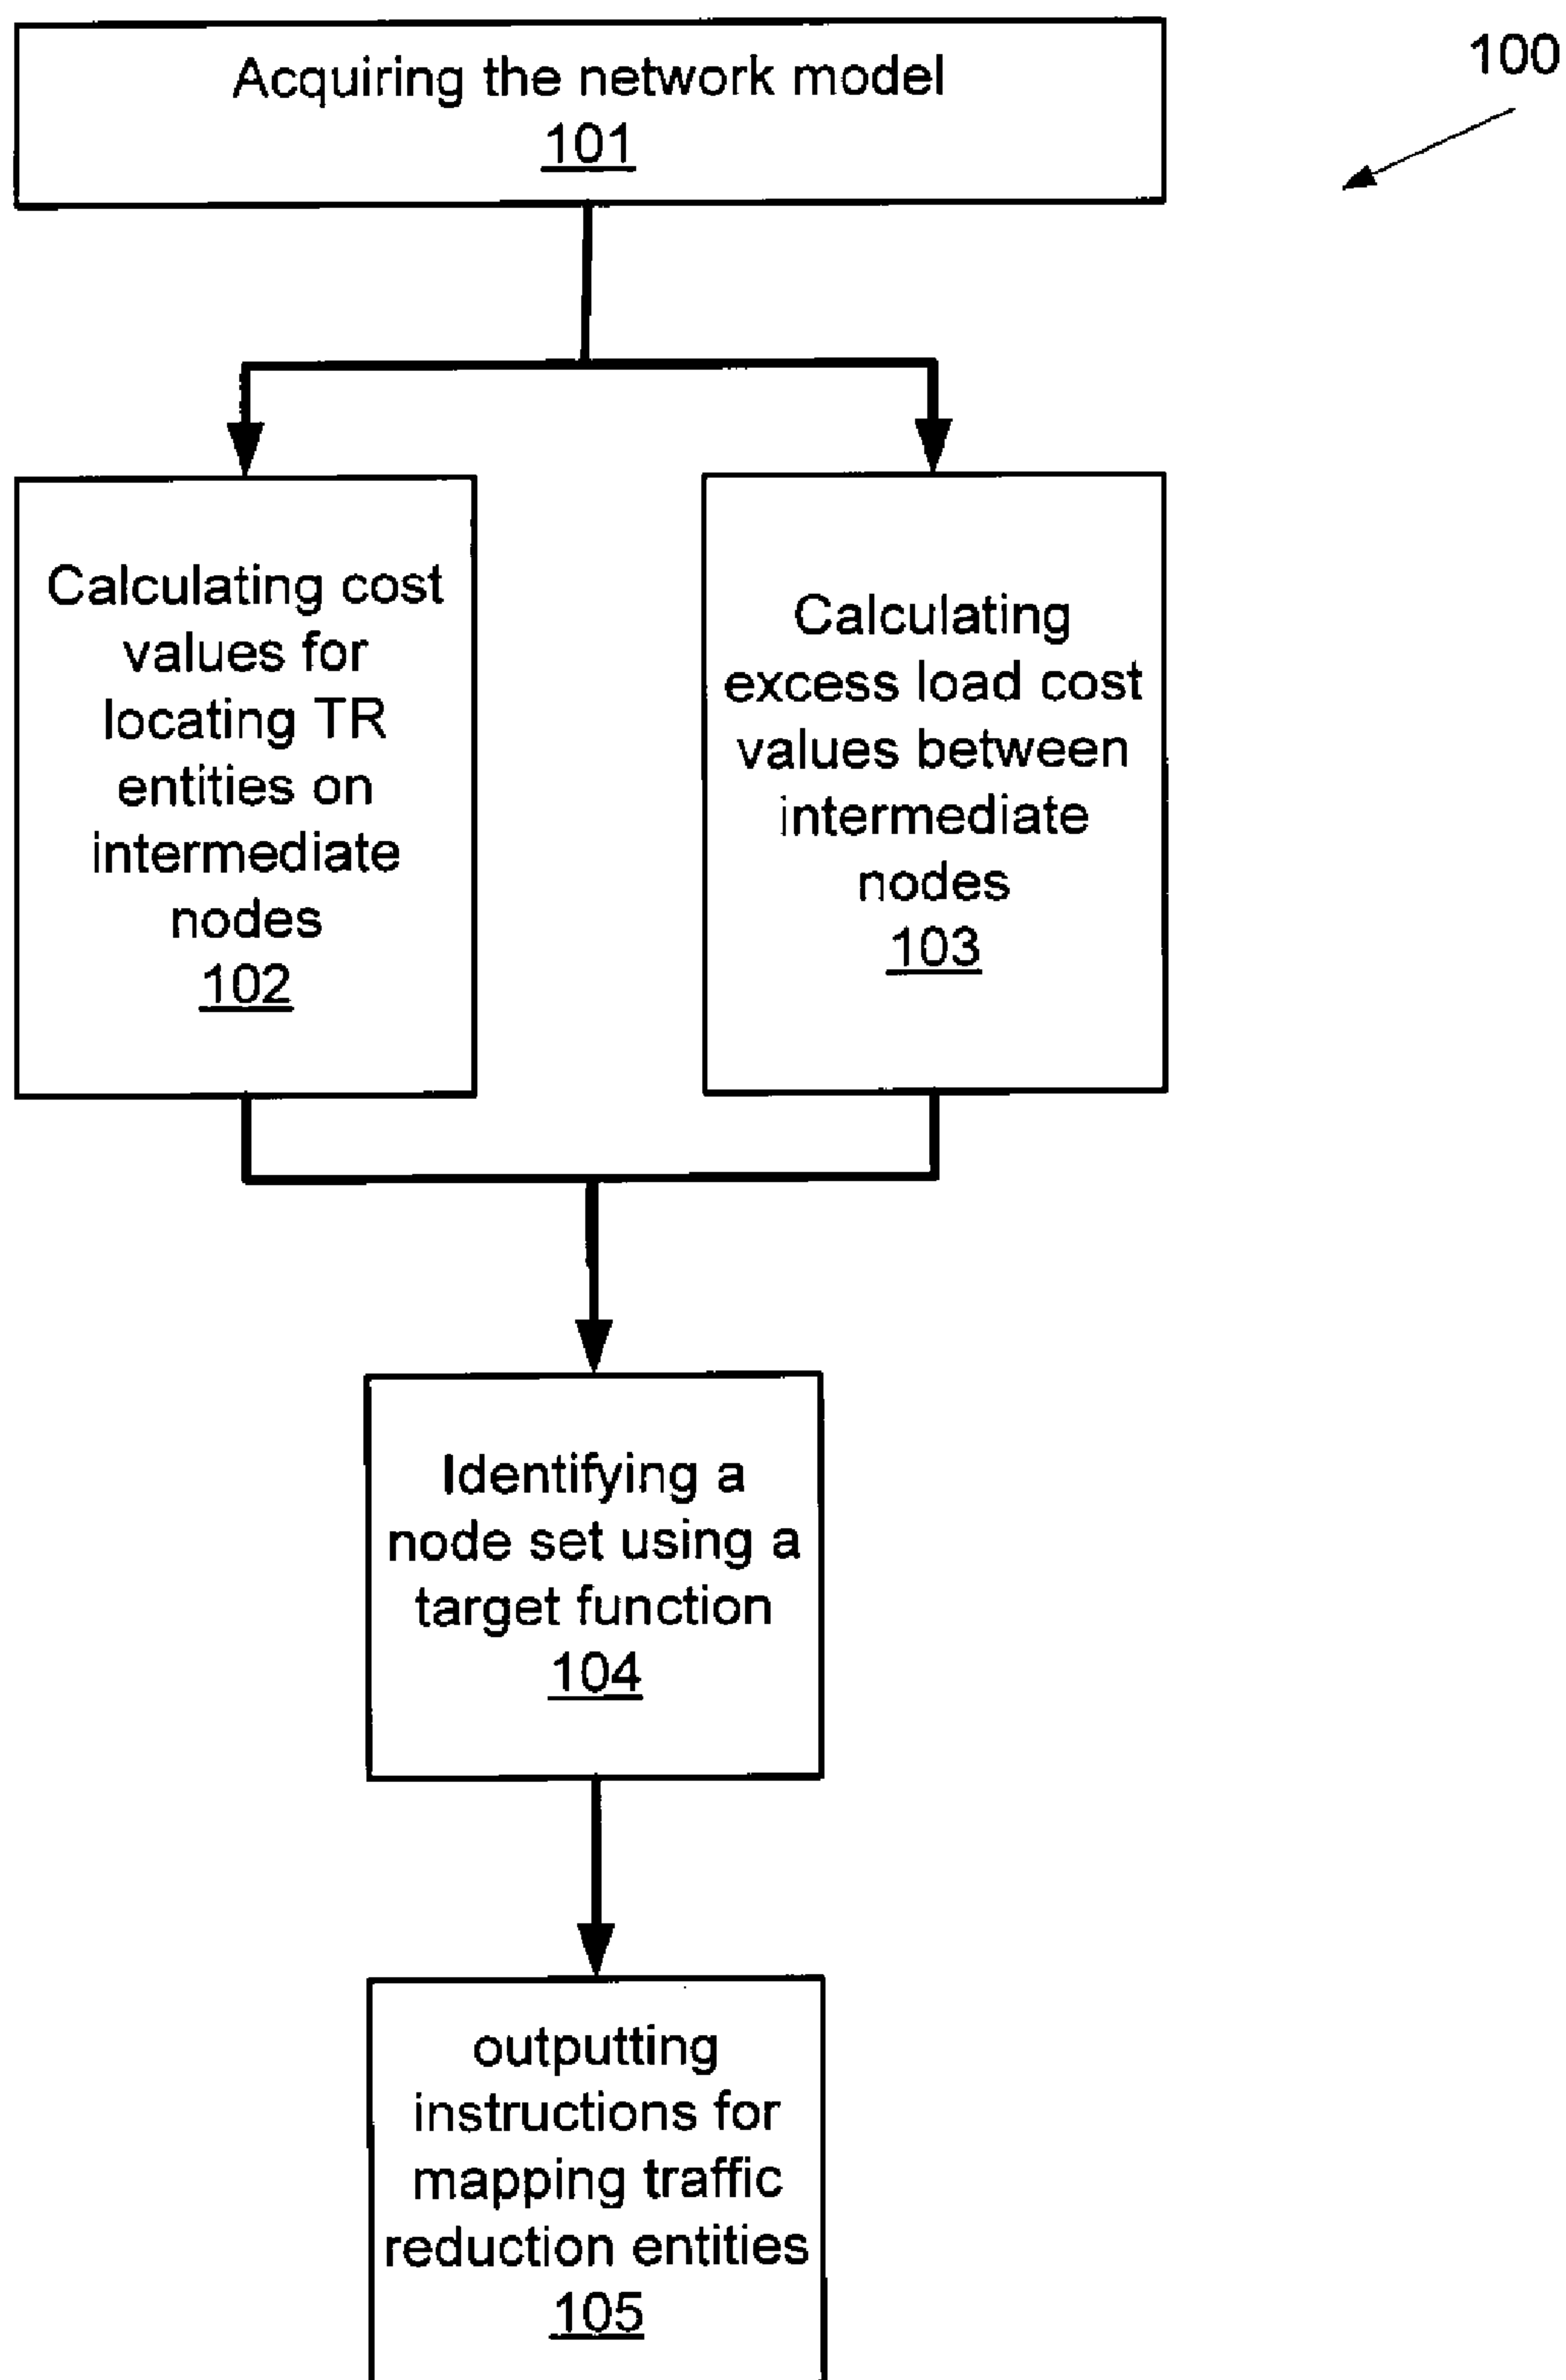 Acquiring the network model
101
100
Calculating cost
values for
locating TR
entities on
intermediate
nodes
102
Calculating
excess load cost
values between
intermediate
nodes
103
Identifying a
node set using a
target function
104
outputting
instructions for
mapping traffic
reduction entities
105